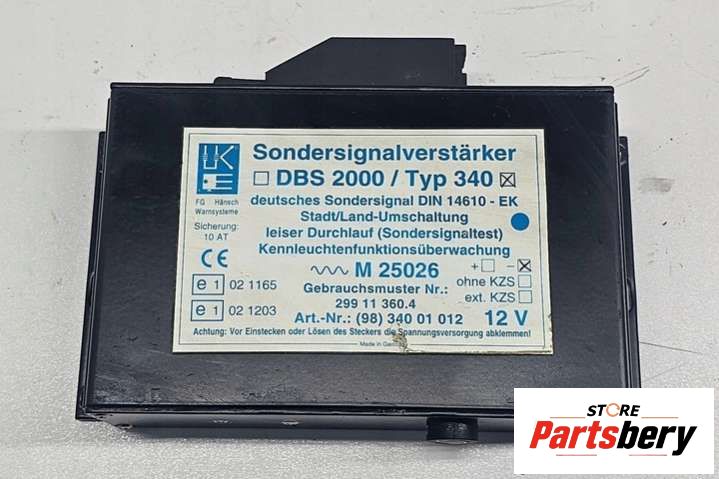 Sondersignalverstärker
☐ DBS 2000 / Typ 340 ☒
FG Hänsch
Warnsysteme
deutsches Sondersignal DIN 14610 - EK
Stadt/Land-Umschaltung
Sicherung:
10 AT
leiser Durchlauf (Sondersignaltest)
Kennleuchtenfunktionsüberwachung
CE
M 25026
+ ☐ - ☒
e 1 02 1165
Gebrauchsmuster Nr.:
ohne KZS ☐
299 11 360.4
ext. KZS ☐
e 1 02 1203
Art.-Nr.: (98) 340 01 012
12 V
Achtung: Vor Einstecken oder Lösen des Steckers die Spannungsversorgung abklemmen!
Made in
STORE
Partsbery